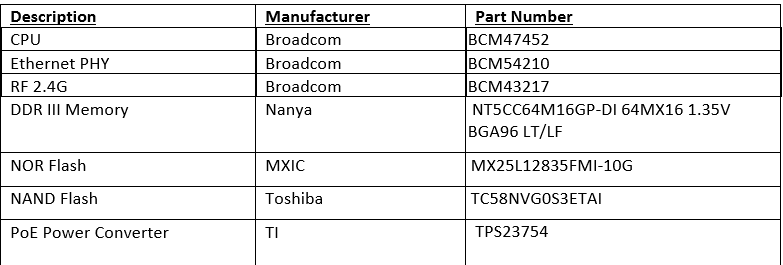 Description Manufacturer Part Number
CPU Broadcom BCM47452
Ethernet PHY Broadcom BCM54210
RF 2.4G Broadcom BCM43217
DDR III Memory Nanya NT5CC64M16GP-DI 64MX16 1.35V
BGA96 LT/LF
NOR Flash MXIC MX25L12835FMI-10G
NAND Flash Toshiba TC58NVG0S3ETAI
PoE Power Converter TI TPS23754